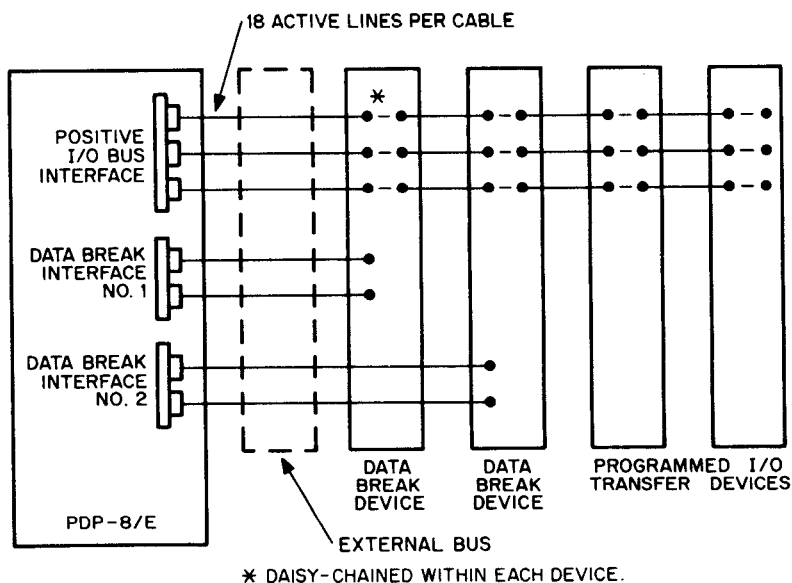 18 ACTIVE LINES PER CABLE
*
POSITIVE
I/O BUS
INTERFACE
DATA BREAK
INTERFACE
NO. 1
DATA BREAK
INTERFACE
NO. 2
PDP-8/E
DATA
BREAK
DEVICE
DATA
BREAK
DEVICE
PROGRAMMED I/O
TRANSFER DEVICES
EXTERNAL BUS
* DAISY-CHAINED WITHIN EACH DEVICE.